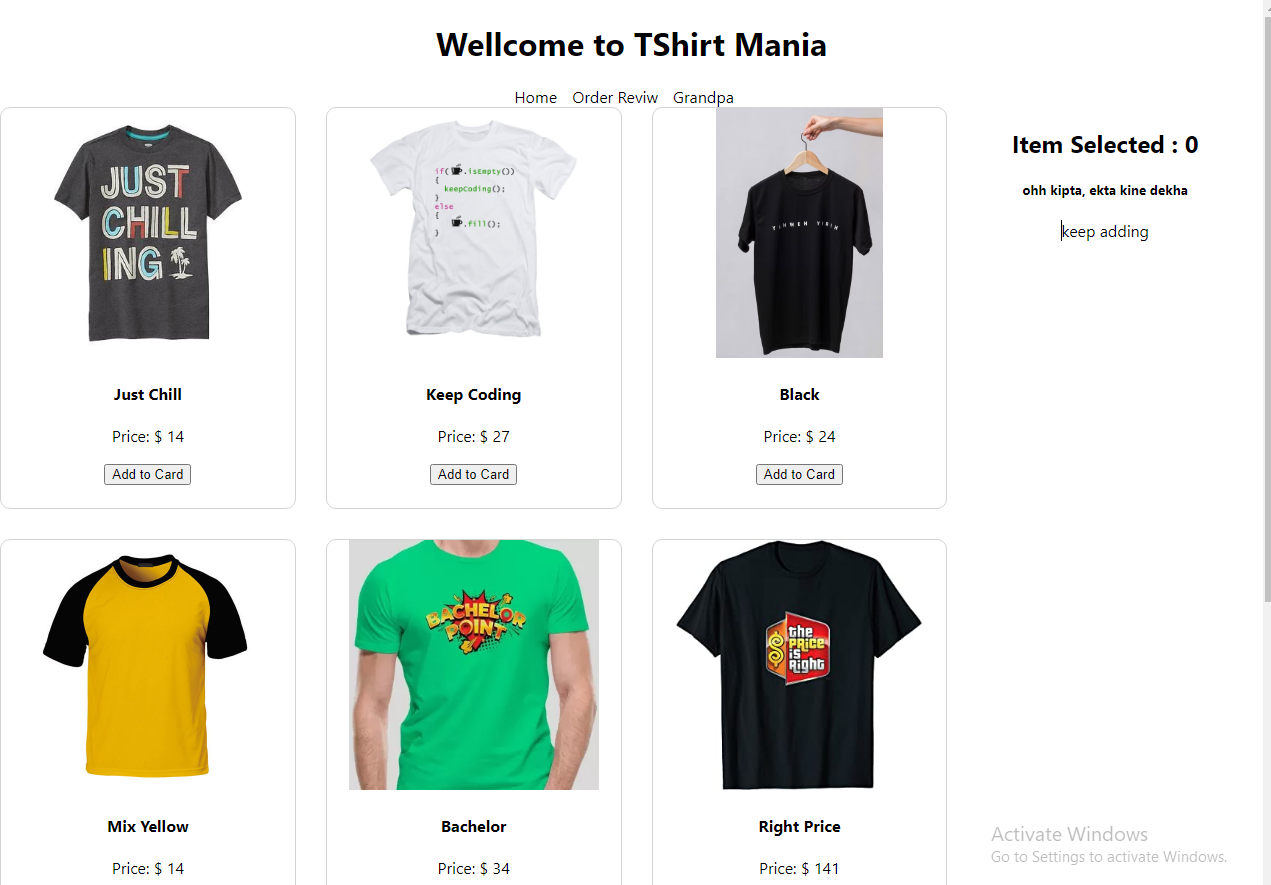 Wellcome to TShirt Mania
Home Order Reviw Grandpa
JUST
CHILL
ING
if(.isEmpty())
{
keepCoding();
}
else
{
.fill();
}
Just Chill
Price: $ 14
Add to Card
Keep Coding
Price: $ 27
Add to Card
Black
Price: $ 24
Add to Card
Item Selected : 0
ohh kipta, ekta kine dekha
keep adding
BACHELOR
POINT
the
PRICE
is
Right
$
Mix Yellow
Price: $ 14
Bachelor
Price: $ 34
Right Price
Price: $ 141
Activate Windows
Go to Settings to activate Windows.